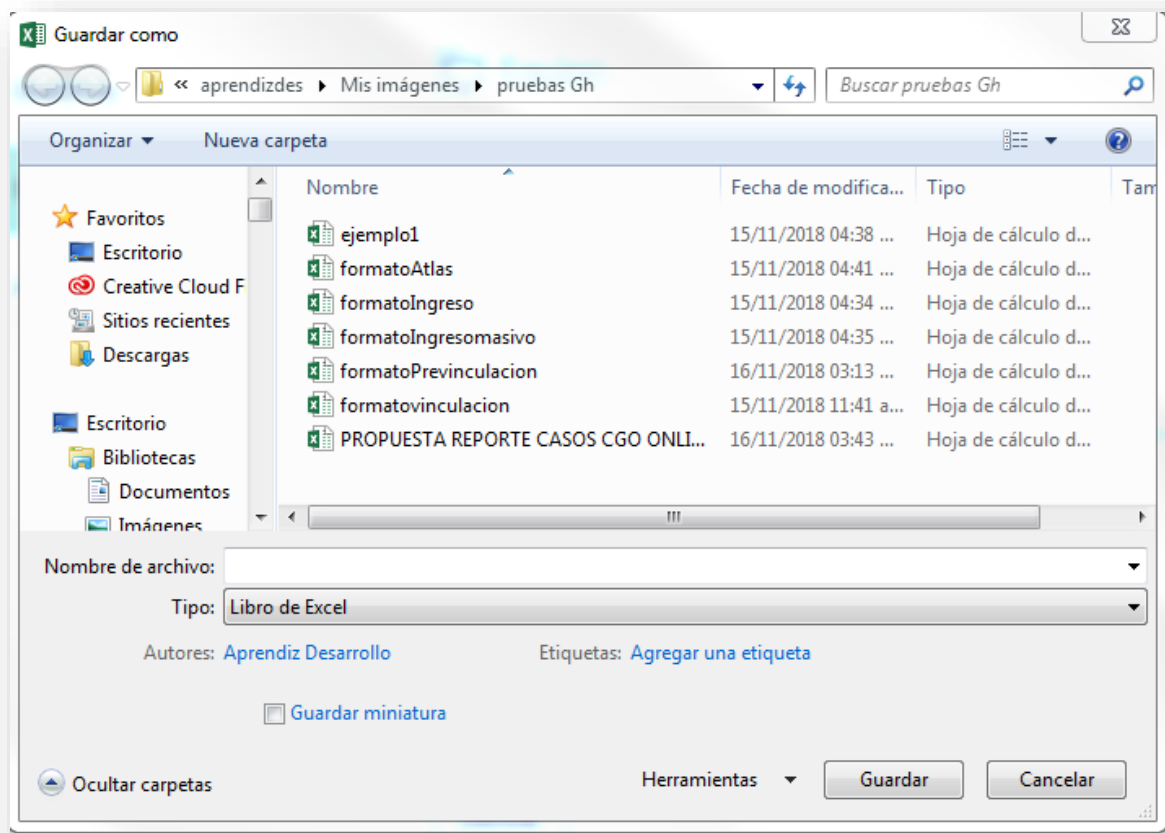 Guardar como
« aprendizdes ▸ Mis imágenes ▸ pruebas Gh
Buscar pruebas Gh
Organizar Nueva carpeta
Nombre Fecha de modifica... Tipo Tam
Favoritos
Escritorio
Creative Cloud F
Sitios recientes
Descargas
Escritorio
Bibliotecas
Documentos
Imágenes
ejemplo1 15/11/2018 04:38 ... Hoja de cálculo d...
formatoAtlas 15/11/2018 04:41 ... Hoja de cálculo d...
formatoIngreso 15/11/2018 04:34 ... Hoja de cálculo d...
formatoIngresomasivo 15/11/2018 04:35 ... Hoja de cálculo d...
formatoPrevinculacion 16/11/2018 03:13 ... Hoja de cálculo d...
formatovinculacion 15/11/2018 11:41 a... Hoja de cálculo d...
PROPUESTA REPORTE CASOS CGO ONLI... 16/11/2018 03:43 ... Hoja de cálculo d...
Nombre de archivo:
Tipo: Libro de Excel
Autores: Aprendiz Desarrollo Etiquetas: Agregar una etiqueta
Guardar miniatura
Ocultar carpetas Herramientas Guardar Cancelar